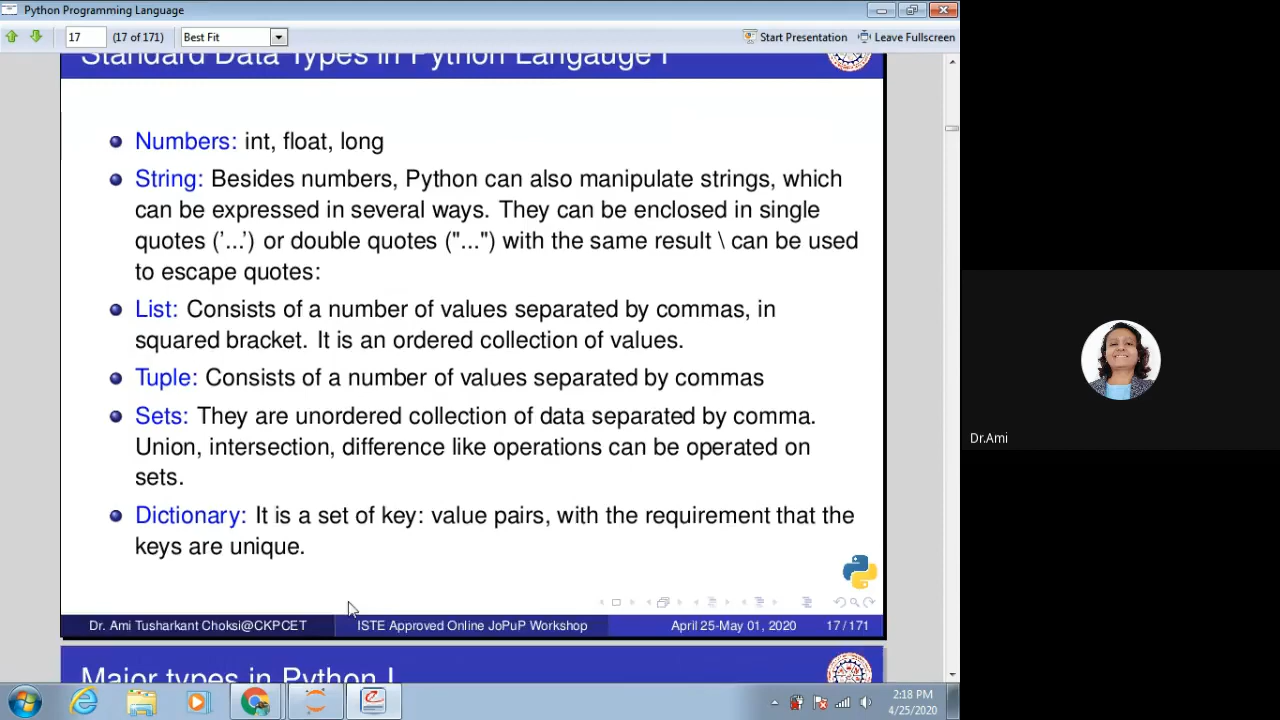 Python Programming Language
17 (17 of 171) Best Fit Start Presentation Leave Fullscreen
Standard Data Types in Python Langauge I
Numbers: int, float, long
String: Besides numbers, Python can also manipulate strings, which
can be expressed in several ways. They can be enclosed in single
quotes ('...') or double quotes ("...") with the same result \ can be used
to escape quotes:
List: Consists of a number of values separated by commas, in
squared bracket. It is an ordered collection of values.
Tuple: Consists of a number of values separated by commas
Sets: They are unordered collection of data separated by comma.
Union, intersection, difference like operations can be operated on
sets.
Dictionary: It is a set of key: value pairs, with the requirement that the
keys are unique.
Dr. Ami Tusharkant Choksi@CKPCET ISTE Approved Online JoPuP Workshop April 25-May 01, 2020 17 / 171
Major types in Python I
Dr.Ami
2:18 PM
4/25/2020